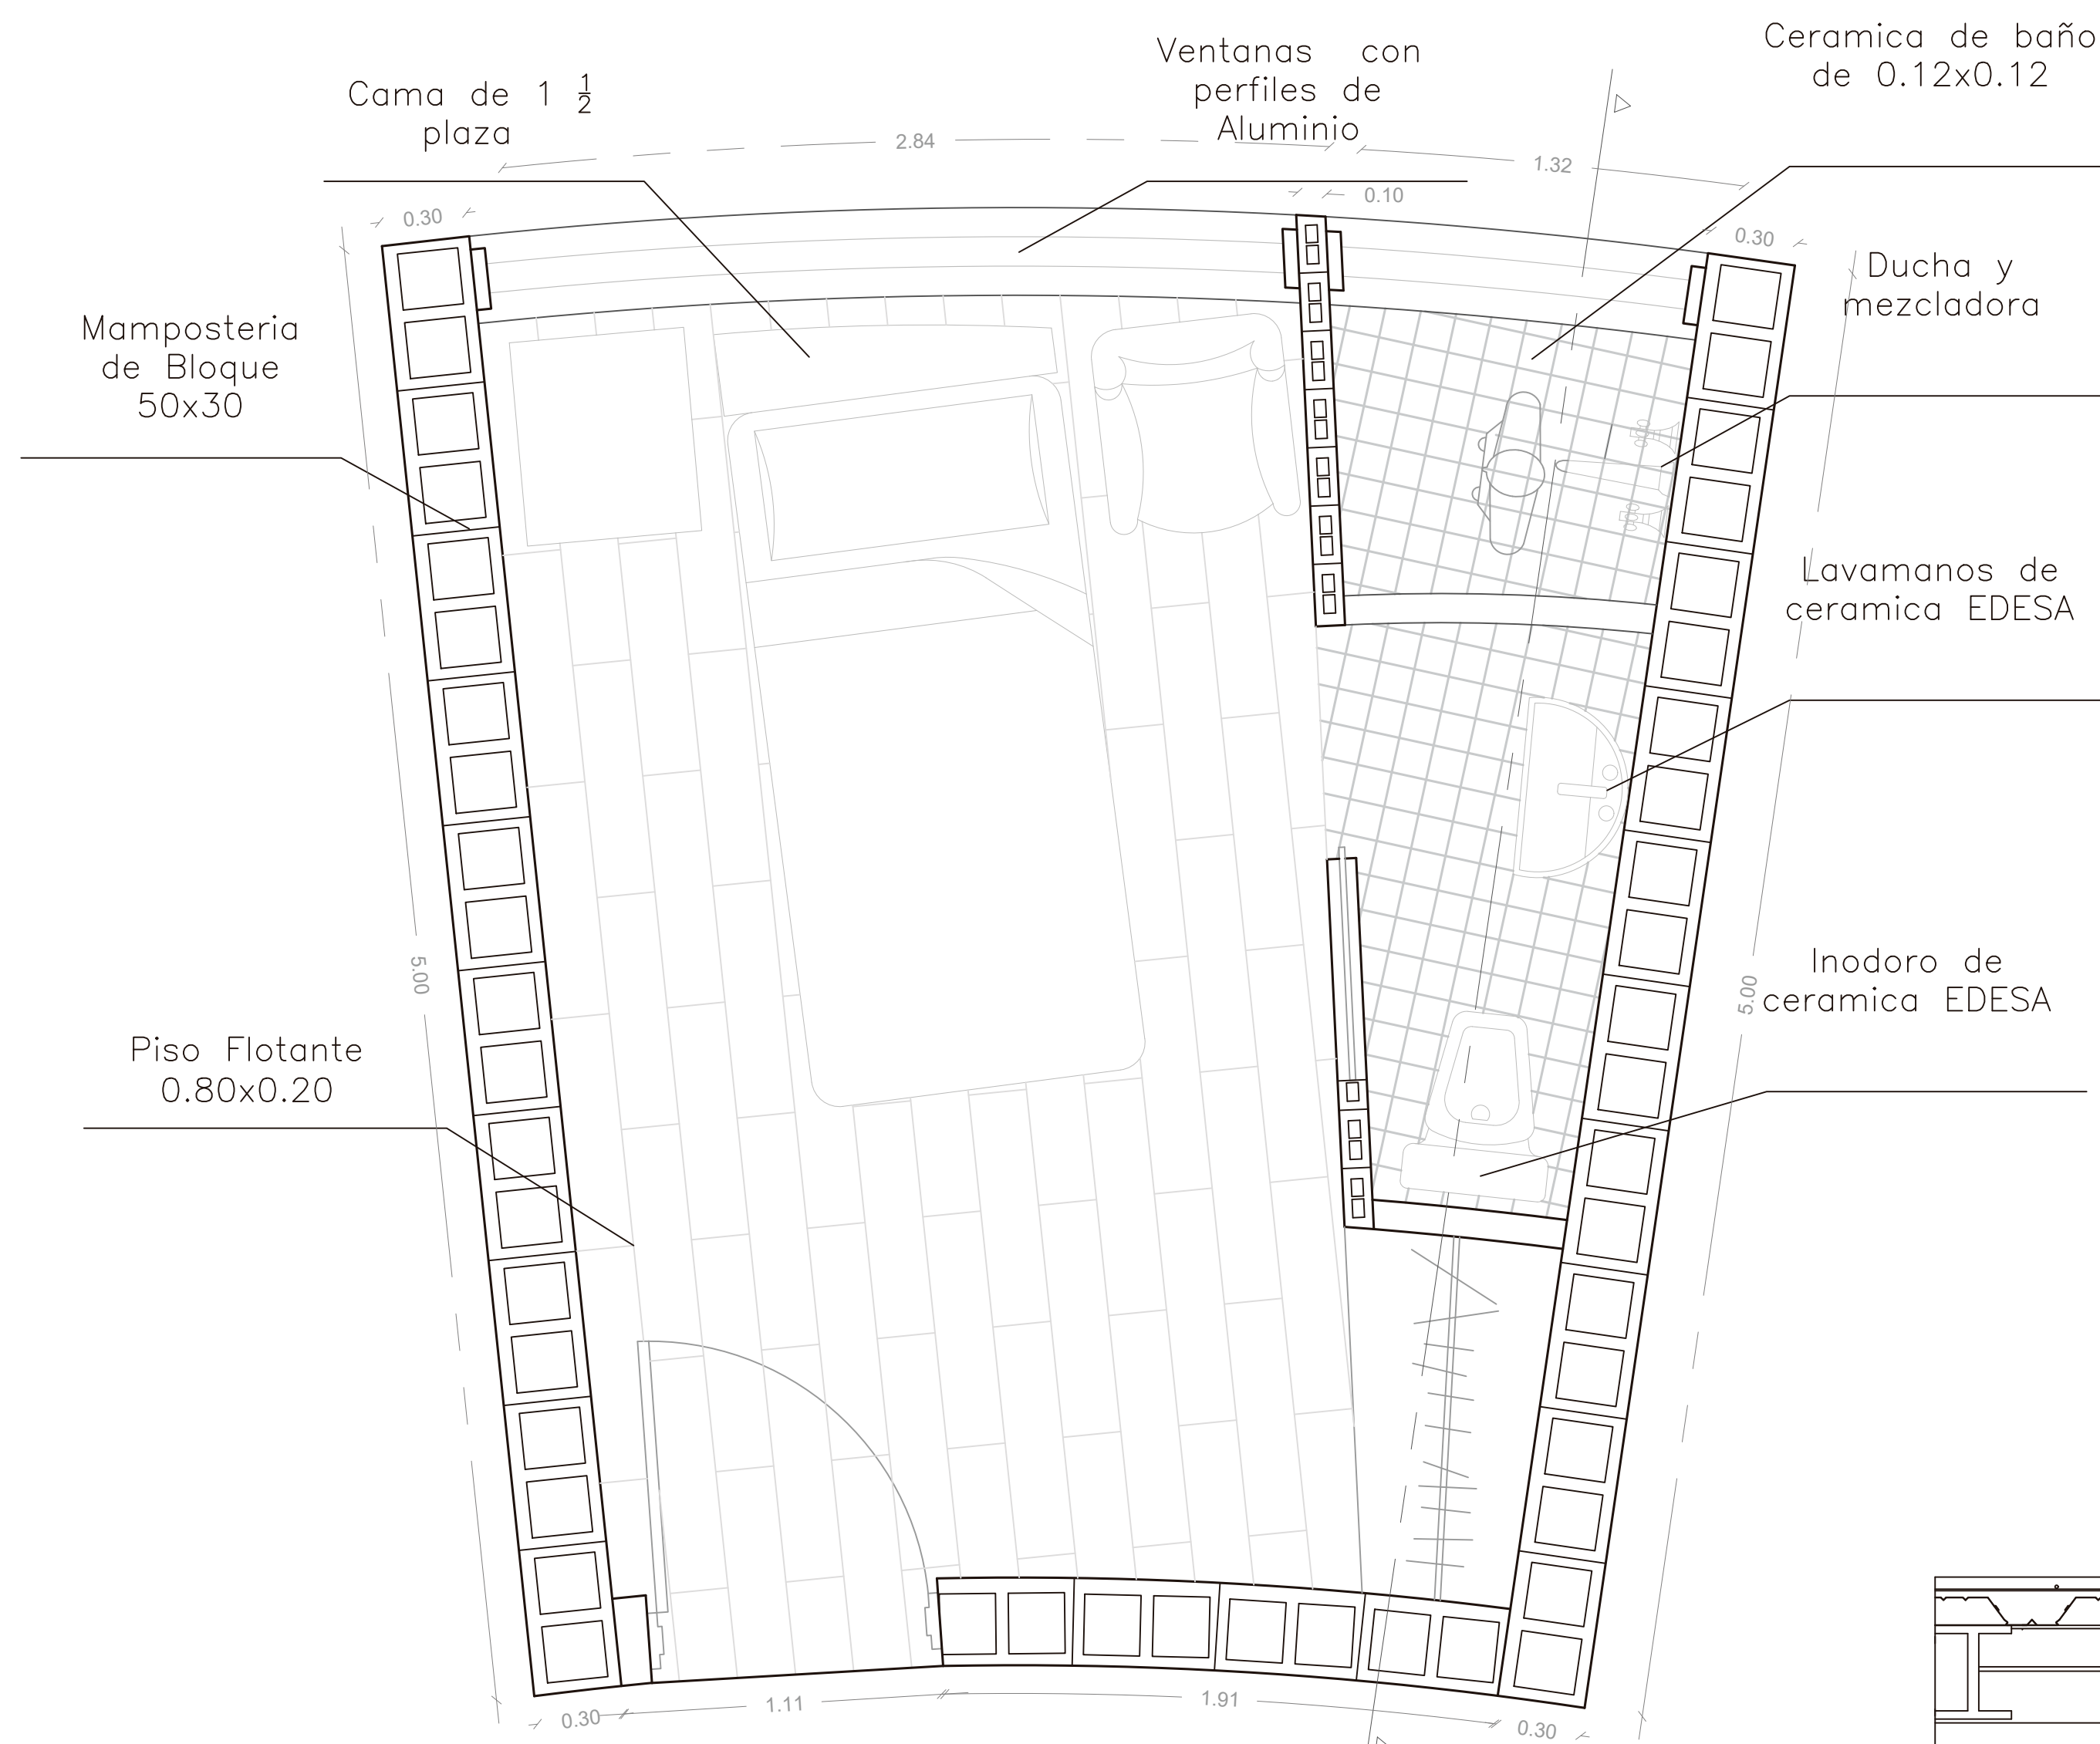 Ceramica de baño
de 0.12x0.12
Ventanas con
perfiles de
Aluminio
Cama de 1 ½
plaza
2.84
1.32
0.10
0.30
0.30
Ducha y
mezcladora
Mamposteria
de Bloque
50x30
Lavamanos de
ceramica EDESA
5.00
5.00
Inodoro de
ceramica EDESA
Piso Flotante
0.80x0.20
0.30
1.11
1.91
0.30